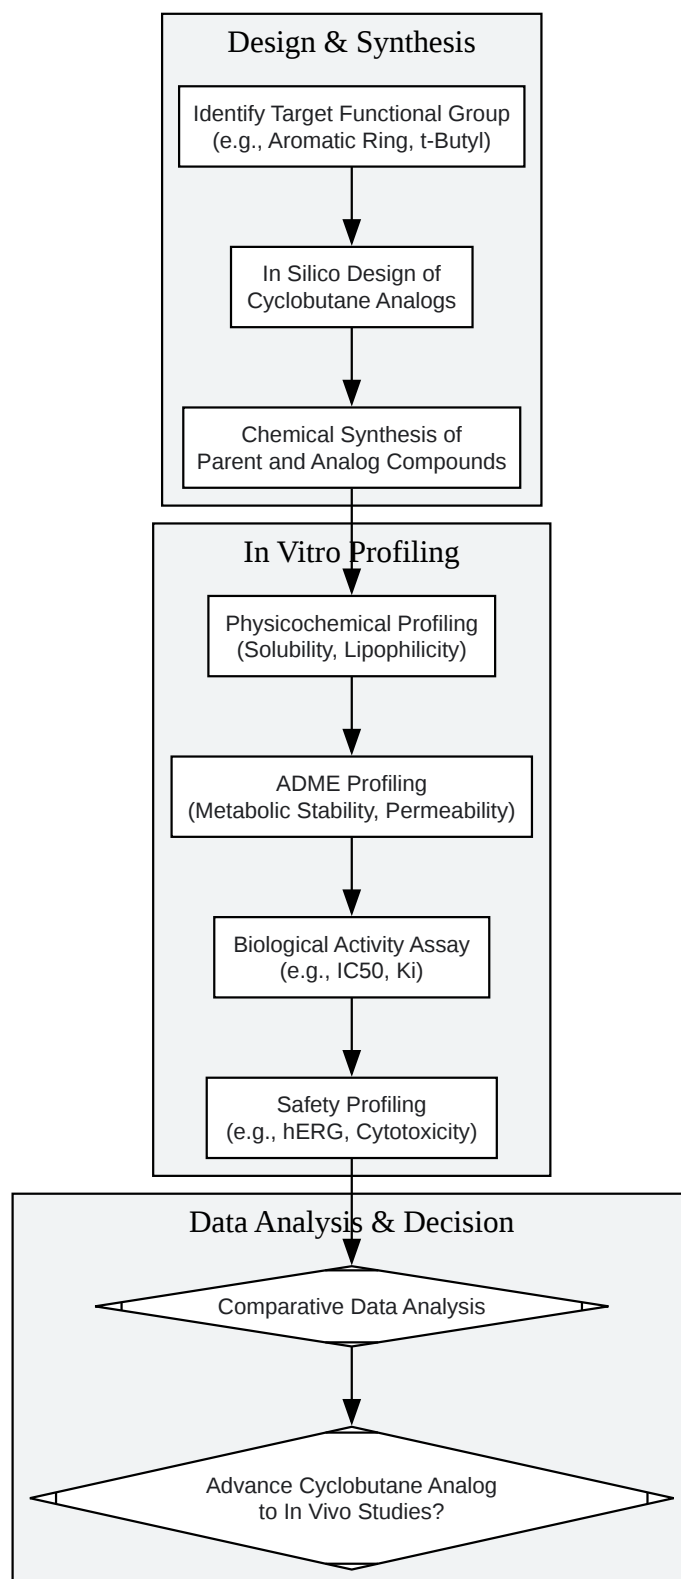 Design & Synthesis
Identify Target Functional Group
(e.g., Aromatic Ring, t-Butyl)
In Silico Design of
Cyclobutane Analogs
Chemical Synthesis of
Parent and Analog Compounds
In Vitro Profiling
Physicochemical Profiling
(Solubility, Lipophilicity)
ADME Profiling
(Metabolic Stability, Permeability)
Biological Activity Assay
(e.g., IC50, Ki)
Safety Profiling
(e.g., hERG, Cytotoxicity)
Data Analysis & Decision
Comparative Data Analysis
Advance Cyclobutane Analog
to In Vivo Studies?